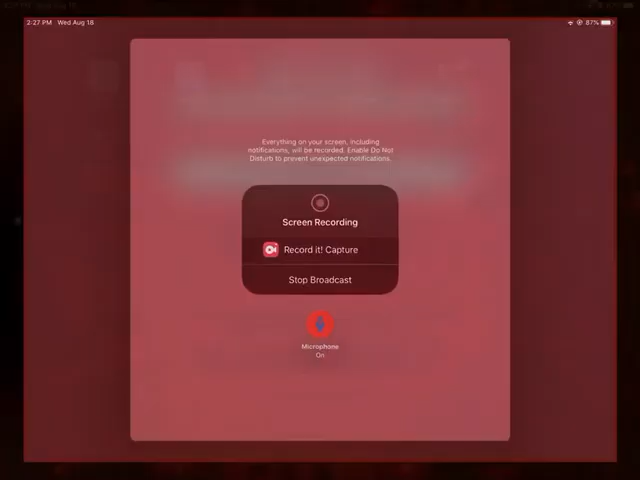 2:27 PM Wed Aug 18
87%
Everything on your screen, including
notifications, will be recorded. Enable Do Not
Disturb to prevent unexpected notifications.
Screen Recording
Record it! Capture
Stop Broadcast
Microphone
On